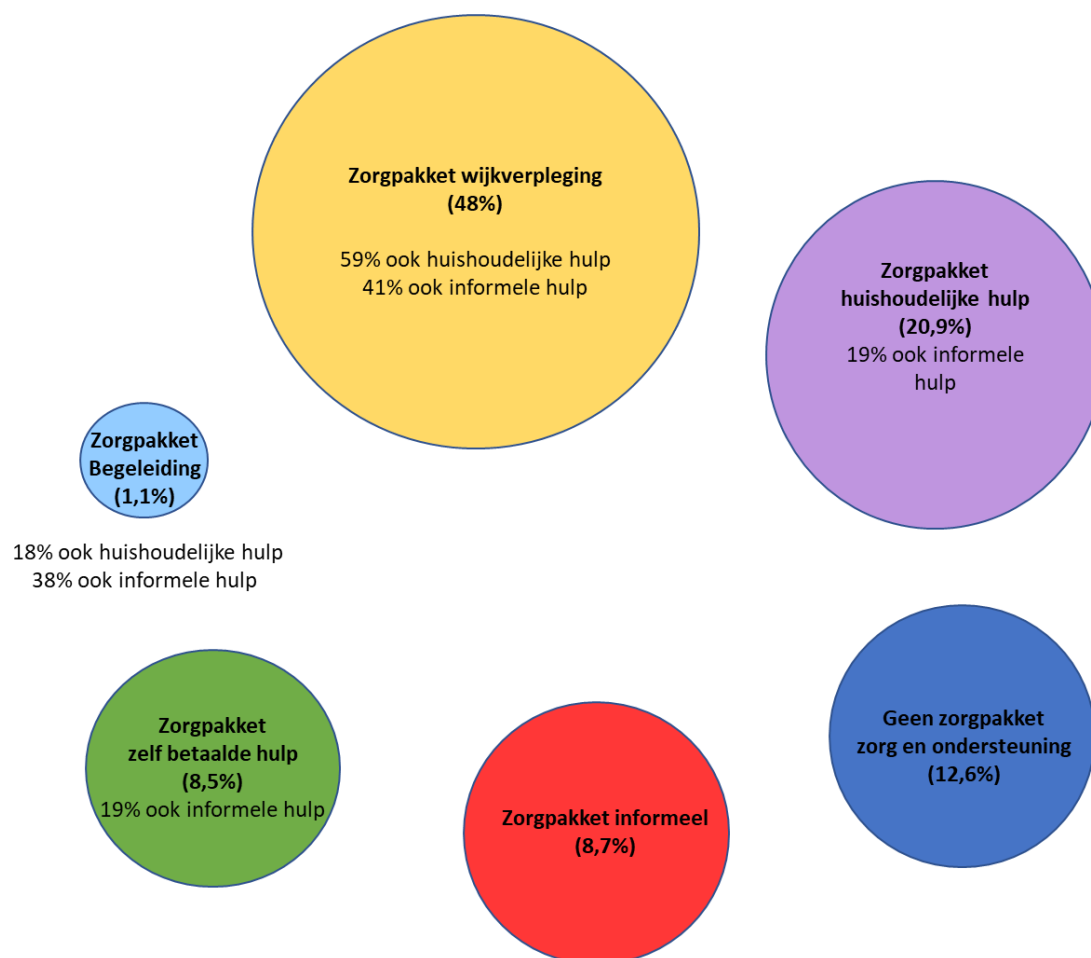 Zorgpakket wijkverpleging
(48%)
59% ook huishoudelijke hulp
41% ook informele hulp
Zorgpakket
huishoudelijke hulp
(20,9%)
19% ook informele
hulp
Zorgpakket
Begeleiding
(1,1%)
18% ook huishoudelijke hulp
38% ook informele hulp
Zorgpakket
zelf betaalde hulp
(8,5%)
19% ook informele hulp
Zorgpakket informeel
(8,7%)
Geen zorgpakket
zorg en ondersteuning
(12,6%)